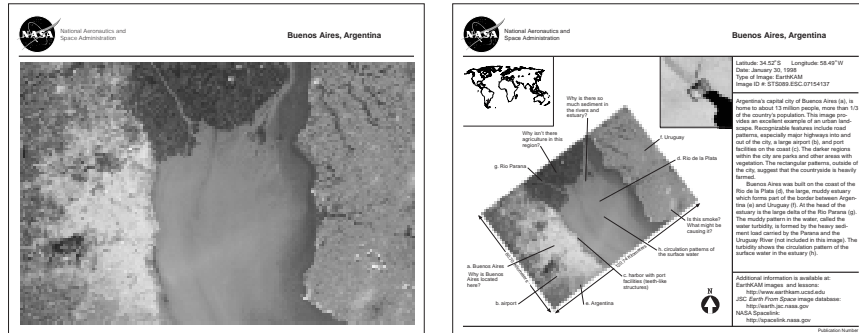 NASA
National Aeronautics and
Space Administration
Buenos Aires, Argentina
NASA
National Aeronautics and
Space Administration
Buenos Aires, Argentina
Latitude: 34.52˚S Longitude: 58.49˚W
Date: January 30, 1998
Type of Image: EarthKAM
Image ID #: STS089.ESC.07154137
Argentina's capital city of Buenos Aires (a), is
home to about 13 million people, more than 1/3
of the country's population. This image pro-
vides an excellent example of an urban land-
scape. Recognizable features include road
patterns, especially major highways into and
out of the city, a large airport (b), and port
facilities on the coast (c). The darker regions
within the city are parks and other areas with
vegetation. The rectangular patterns, outside of
the city, suggest that the countryside is heavily
farmed.
Buenos Aires was built on the coast of the
Rio de la Plata (d), the large, muddy estuary
which forms part of the border between Argen-
tina (e) and Uruguay (f). At the head of the
estuary is the large delta of the Rio Parana (g).
The muddy pattern in the water, called the
water turbidity, is formed by the heavy sedi-
ment load carried by the Parana and the
Uruguay River (not included in this image). The
turbidity shows the circulation pattern of the
surface water in the estuary (h).
Additional information is available at:
EarthKAM images and lessons:
http://www.earthkam.ucsd.edu
JSC Earth From Space image database:
http://earth.jsc.nasa.gov
NASA Spacelink:
http://spacelink.nasa.gov
Publication Number
Why is there so
much sediment in
the rivers and
estuary?
Why isn't there
agriculture in this
region?
f. Uruguay
g. Rio Parana
d. Rio de la Plata
Is this smoke?
What might be
causing it?
h. circulation patterns of
the surface water
a. Buenos Aires
Why is Buenos
Aires located
here?
c. harbor with port
facilities (teeth-like
structures)
b. airport
e. Argentina
N